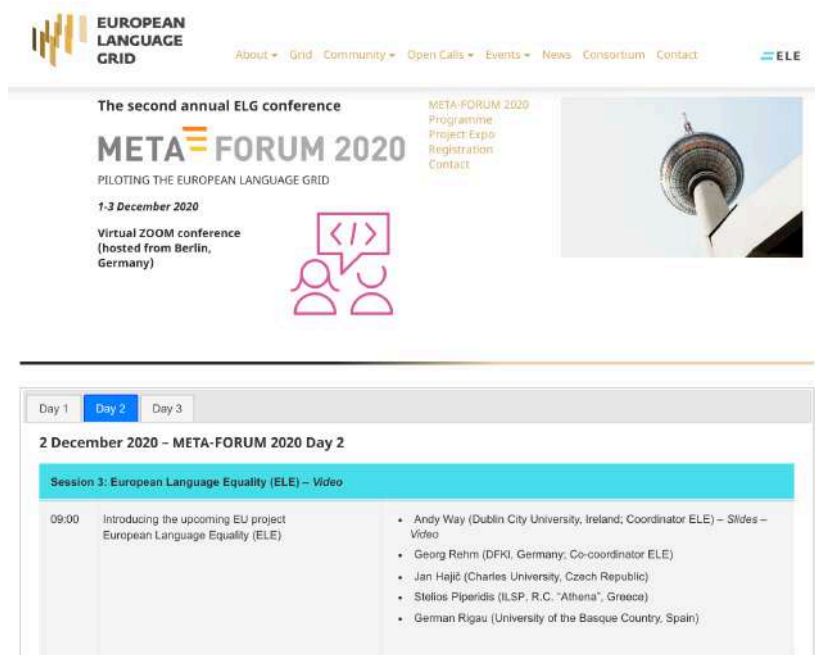 EUROPEAN
LANGUAGE
GRID
About Grid Community Open Calls Events News Consortium Contact
ELE
The second annual ELG conference
META FORUM 2020
PILOTING THE EUROPEAN LANGUAGE GRID
1-3 December 2020
Virtual ZOOM conference
(hosted from Berlin,
Germany)
</>
META-FORUM 2020
Programme
Project Expo
Registration
Contact
Day 1 Day 2 Day 3
2 December 2020 – META-FORUM 2020 Day 2
Session 3: European Language Equality (ELE) – Video
09:00 Introducing the upcoming EU project
European Language Equality (ELE)
• Andy Way (Dublin City University, Ireland; Coordinator ELE) – Slides –
Video
• Georg Rehm (DFKI, Germany; Co-coordinator ELE)
• Jan Hajič (Charles University, Czech Republic)
• Stelios Piperidis (ILSP, R.C. "Athena", Greece)
• German Rigau (University of the Basque Country, Spain)